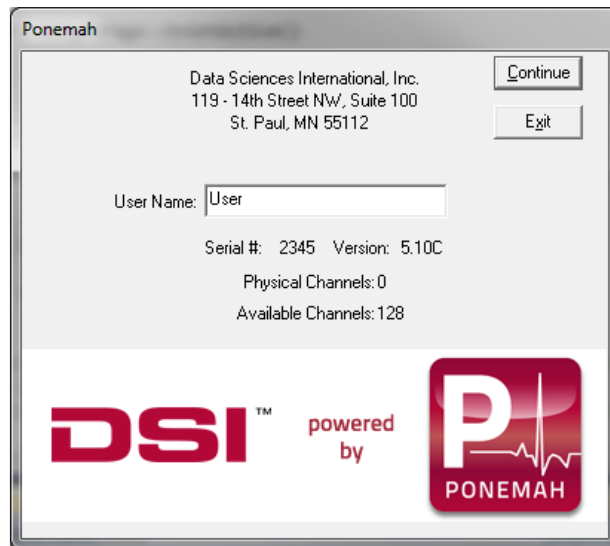 Ponemah
Data Sciences International, Inc.
119 - 14th Street NW, Suite 100
St. Paul, MN 55112
Continue
Exit
User Name: User
Serial #: 2345 Version: 5.10C
Physical Channels: 0
Available Channels: 128
DSI™
powered
by
P
PONEMAH